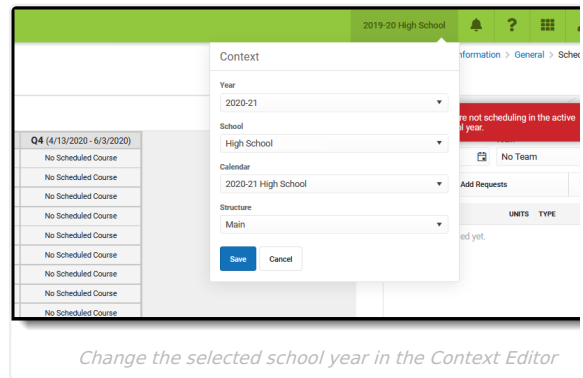 2019-20 High School
?
Context
Information > General > Sched
Year
2020-21
re not scheduling in the active
ol year.
School
High School
No Team
Calendar
2020-21 High School
Add Requests
Structure
Main
UNITS TYPE
ed yet.
Save Cancel
Q4 (4/13/2020 - 6/3/2020)
No Scheduled Course
No Scheduled Course
No Scheduled Course
No Scheduled Course
No Scheduled Course
No Scheduled Course
No Scheduled Course
No Scheduled Course
No Scheduled Course
Change the selected school year in the Context Editor